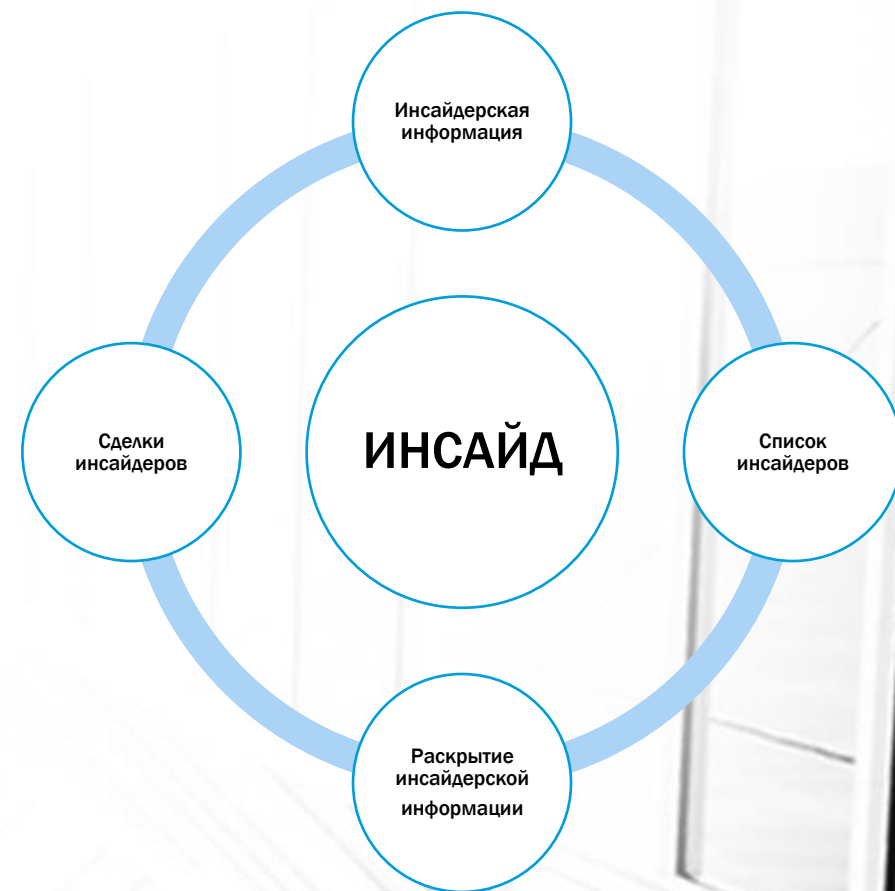 Инсайдерская
информация
Сделки
инсайдеров
ИНСАЙД
Список
инсайдеров
Раскрытие
инсайдерской
информации